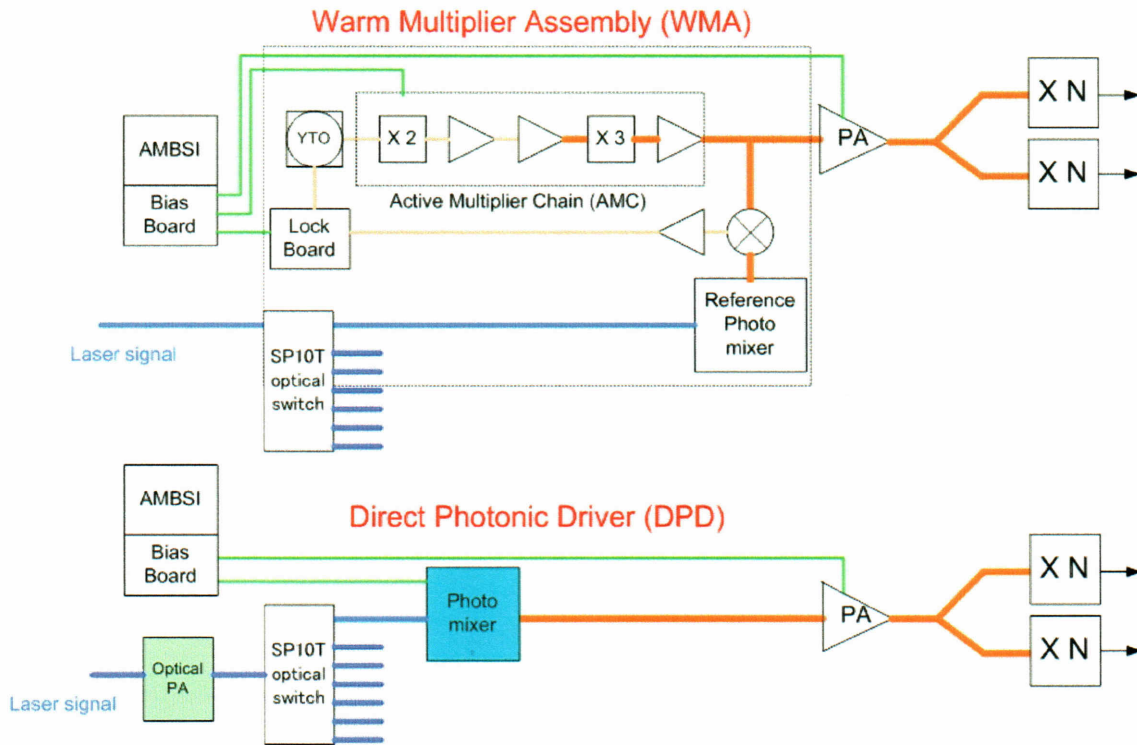 Warm Multiplier Assembly (WMA)
AMBSI
Bias
Board
YTO
X 2
X 3
Active Multiplier Chain (AMC)
Lock
Board
PA
X N
X N
Reference
Photo
mixer
Laser signal
SP10T
optical
switch
Direct Photonic Driver (DPD)
AMBSI
Bias
Board
Photo
mixer
PA
X N
X N
Optical
PA
SP10T
optical
switch
Laser signal